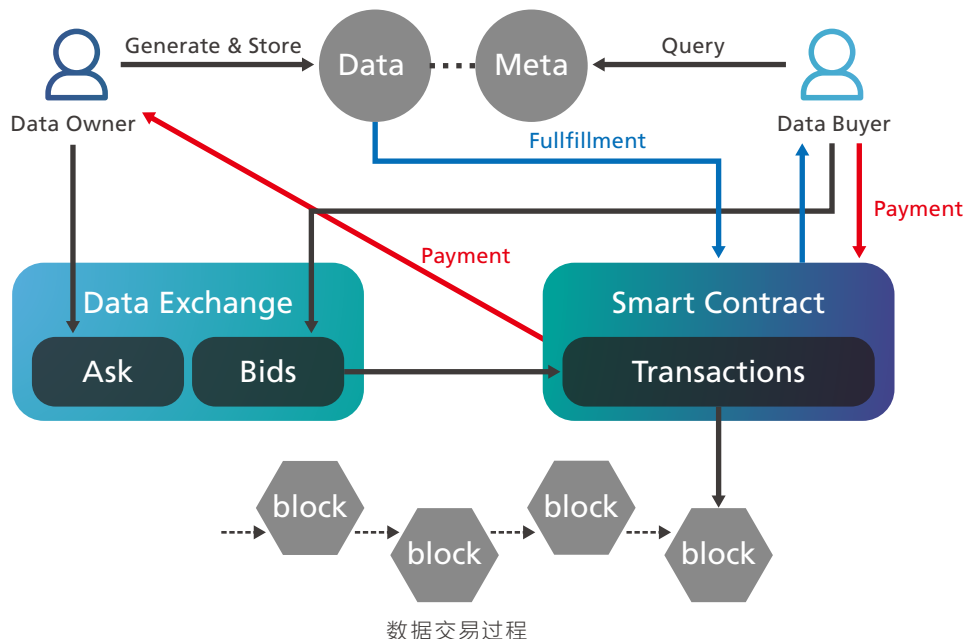 Generate & Store
Data
Meta
Query
Data Owner
Data Buyer
Fullfillment
Payment
Payment
Data Exchange
Smart Contract
Ask
Bids
Transactions
block
block
block
block
数据交易过程